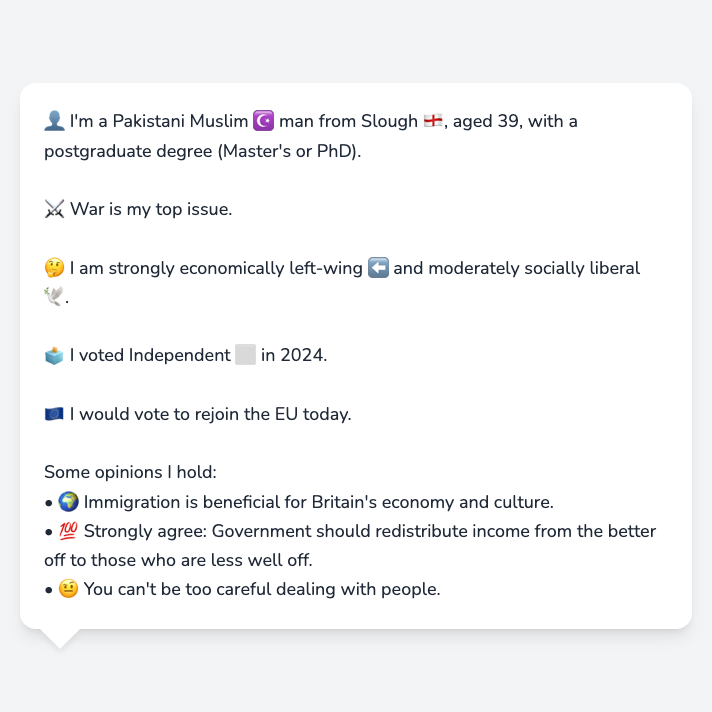 👤 I'm a Pakistani Muslim ☪️ man from Slough 🏴󠁧󠁢󠁥󠁮󠁧󠁿, aged 39, with a
postgraduate degree (Master's or PhD).
⚔️ War is my top issue.
🤔 I am strongly economically left-wing ⬅️ and moderately socially liberal
🕊️.
🗳️ I voted Independent ⬜ in 2024.
🇪🇺 I would vote to rejoin the EU today.
Some opinions I hold:
• 🌍 Immigration is beneficial for Britain's economy and culture.
• 💯 Strongly agree: Government should redistribute income from the better
off to those who are less well off.
• 🤨 You can't be too careful dealing with people.